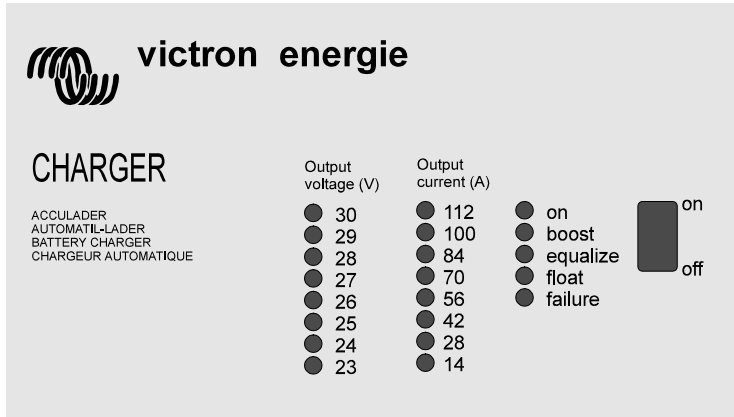 victron energie
CHARGER
ACCULADER
AUTOMATIL-LADER
BATTERY CHARGER
CHARGEUR AUTOMATIQUE
Output
voltage (V)
30
29
28
27
26
25
24
23
Output
current (A)
112
100
84
70
56
42
28
14
on
boost
equalize
float
failure
on
off